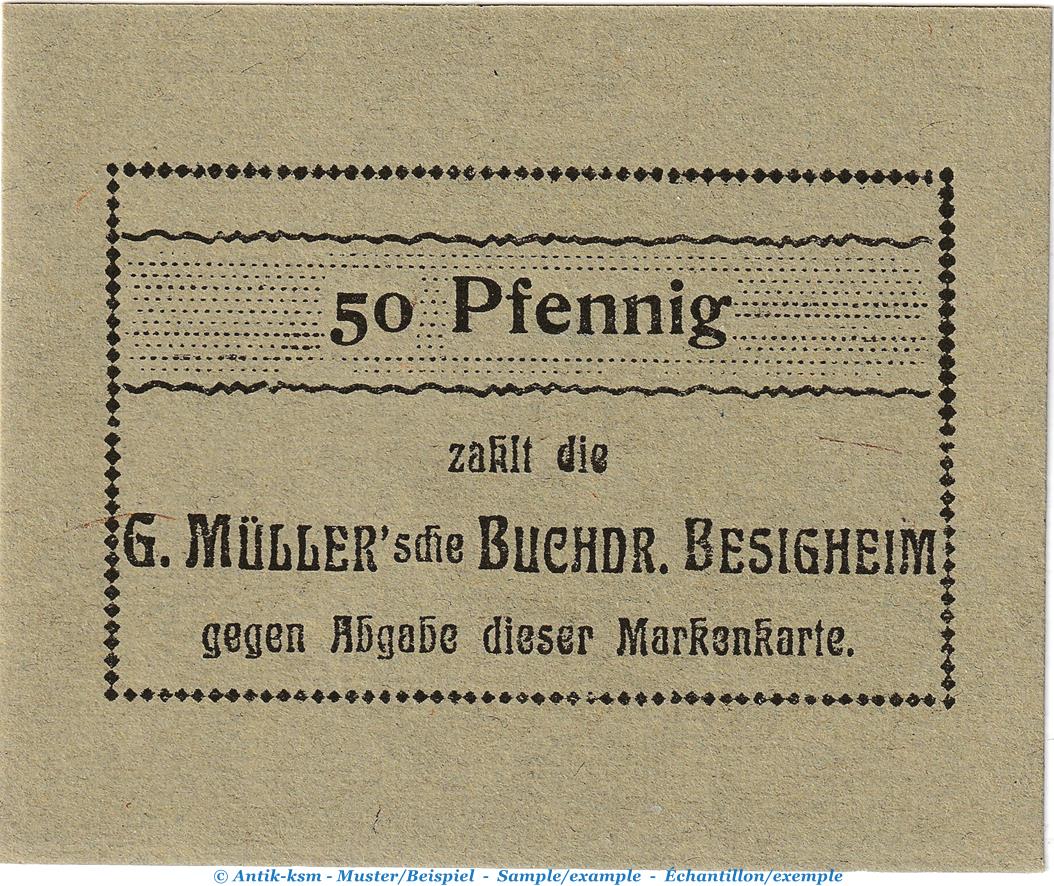 50 Pfennig
zahlt die
G. MÜLLER'sche BUCHDR. BESIGHEIM
gegen Abgabe dieser Markenkarte.
© Antik-ksm - Muster/Beispiel - Sample/example - Échantillon/exemple